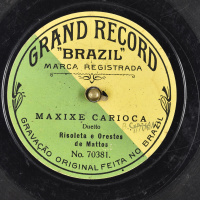 GRAND RECORD
"BRAZIL"
MARCA REGISTRADA
MAXIXE CARIOCA
Duetto
Risoleta e Orestes
de Mattos
No. 70381.
GRAVAÇÃO ORIGINAL FEITA NO BRAZIL